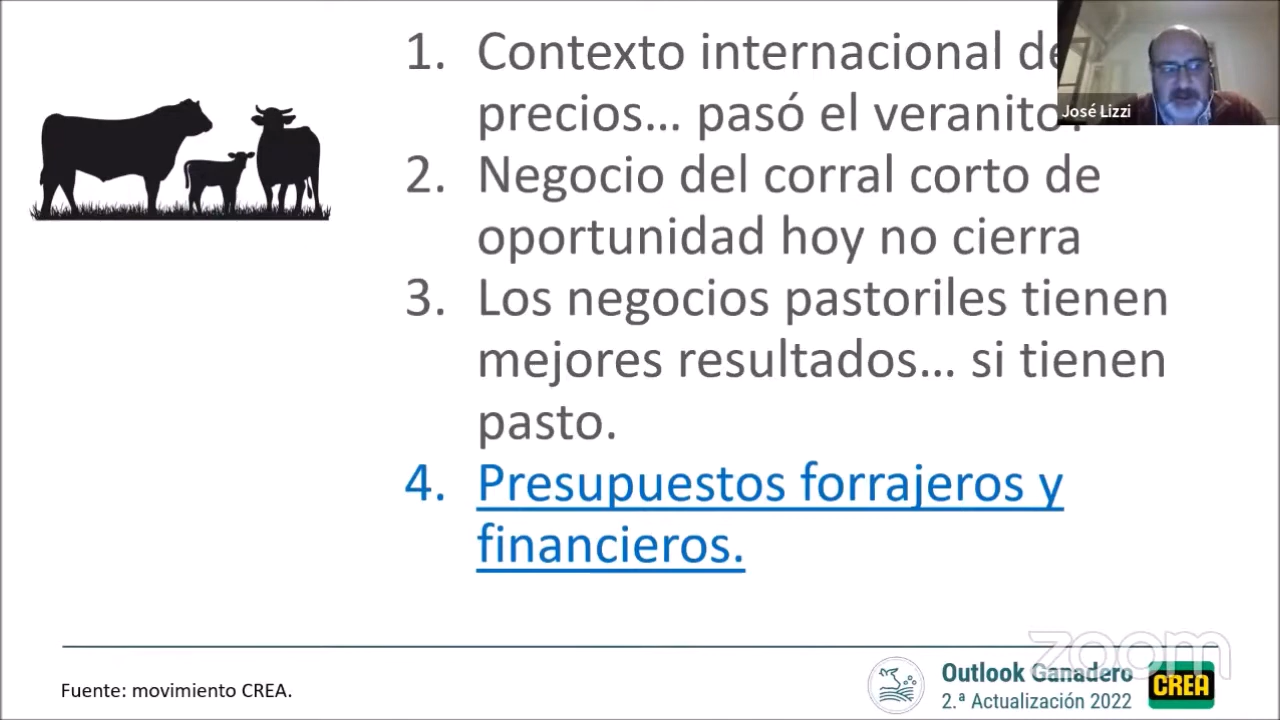 1. Contexto internacional de
precios... pasó el veranito.
José Lizzi
2. Negocio del corral corto de
oportunidad hoy no cierra
3. Los negocios pastoriles tienen
mejores resultados... si tienen
pasto.
4. Presupuestos forrajeros y
financieros.
zoom
Fuente: movimiento CREA.
Outlook Ganadero
2.ª Actualización 2022
CREA